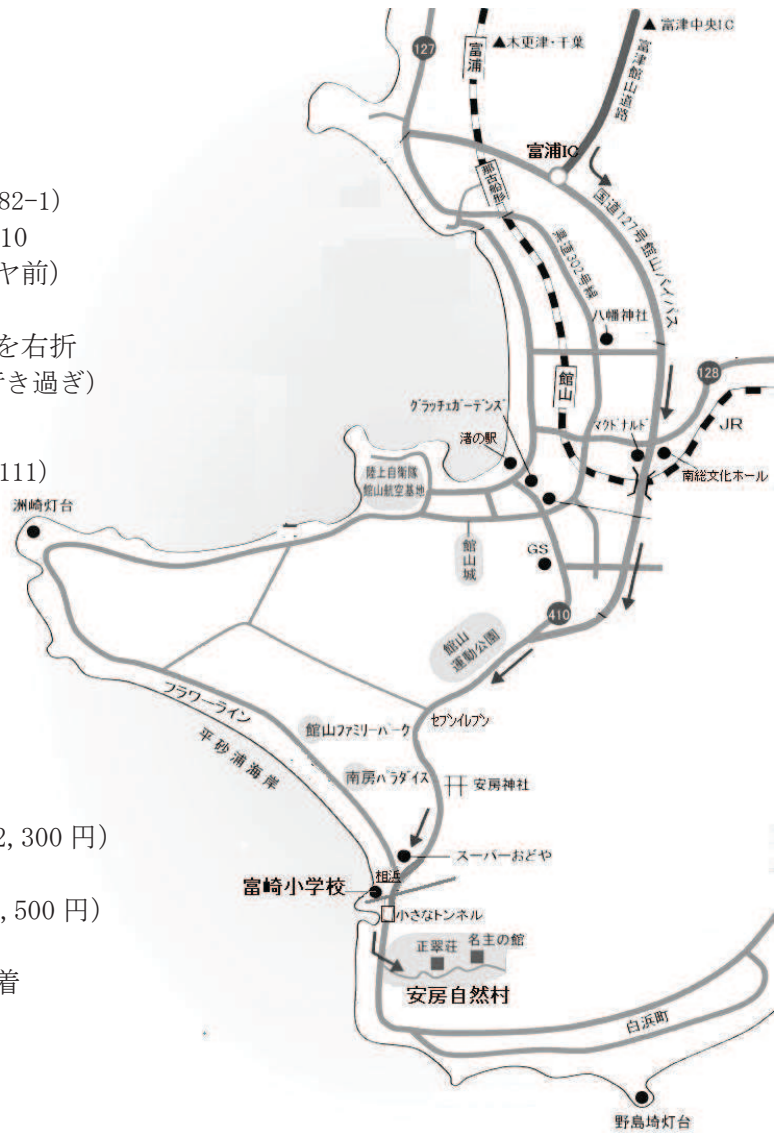 82-1)
10
ヤ前)
を右折
行き過ぎ)
111)
2,300 円)
,500 円)
着
127
富浦
▲木更津・千葉
▲ 富津中央I.C
富津館山道路
富浦IC
那古船形
国道127号館山バイパス
県道302号線
八幡神社
館山
128
グラッチェガーデンズ
マクドナルド
JR
渚の駅
南総文化ホール
陸上自衛隊
館山航空基地
洲崎灯台
館山城
GS
410
館山
運動公園
フラワーライン
セブンイレブン
館山ファミリーパーク
平砂浦海岸
南房パラダイス
安房神社
スーパーおどや
相浜
富崎小学校
小さなトンネル
正翠荘
名主の館
安房自然村
白浜町
野島埼灯台